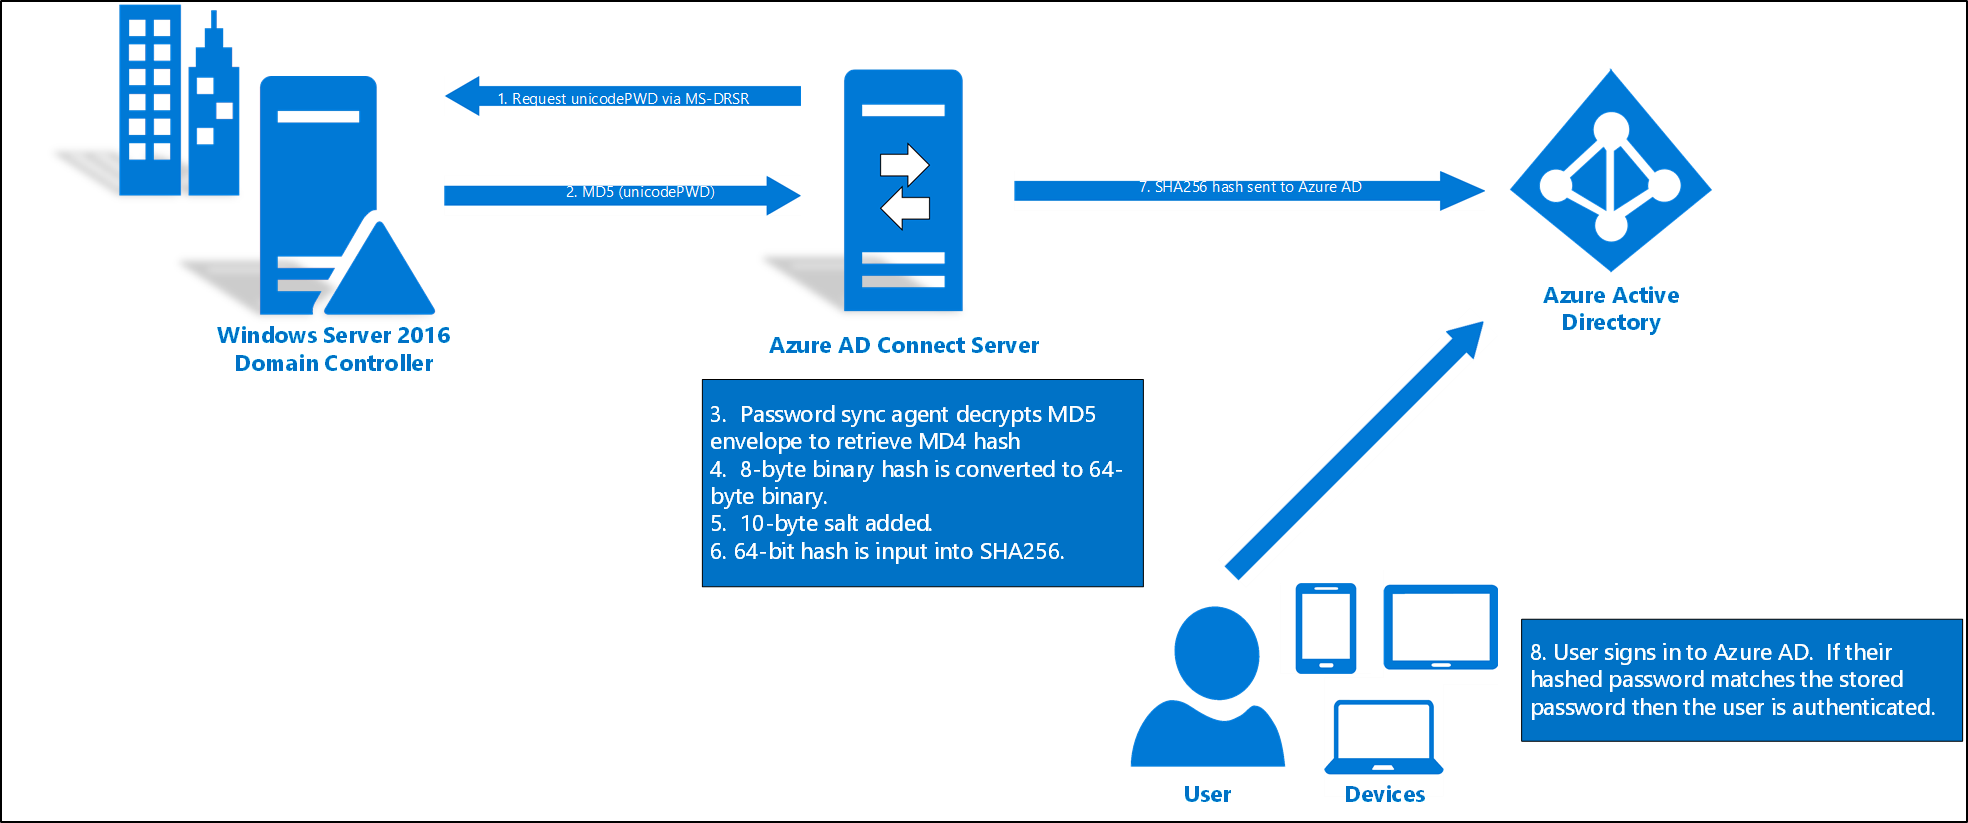 1. Request unicodePWD via MS-DRSR
2. MD5 (unicodePWD)
7. SHA256 hash sent to Azure AD
Windows Server 2016
Domain Controller
Azure AD Connect Server
Azure Active
Directory
3.  Password sync agent decrypts MD5
envelope to retrieve MD4 hash
4.  8-byte binary hash is converted to 64-
byte binary.
5.  10-byte salt added.
6. 64-bit hash is input into SHA256.
8. User signs in to Azure AD.  If their
hashed password matches the stored
password then the user is authenticated.
User
Devices